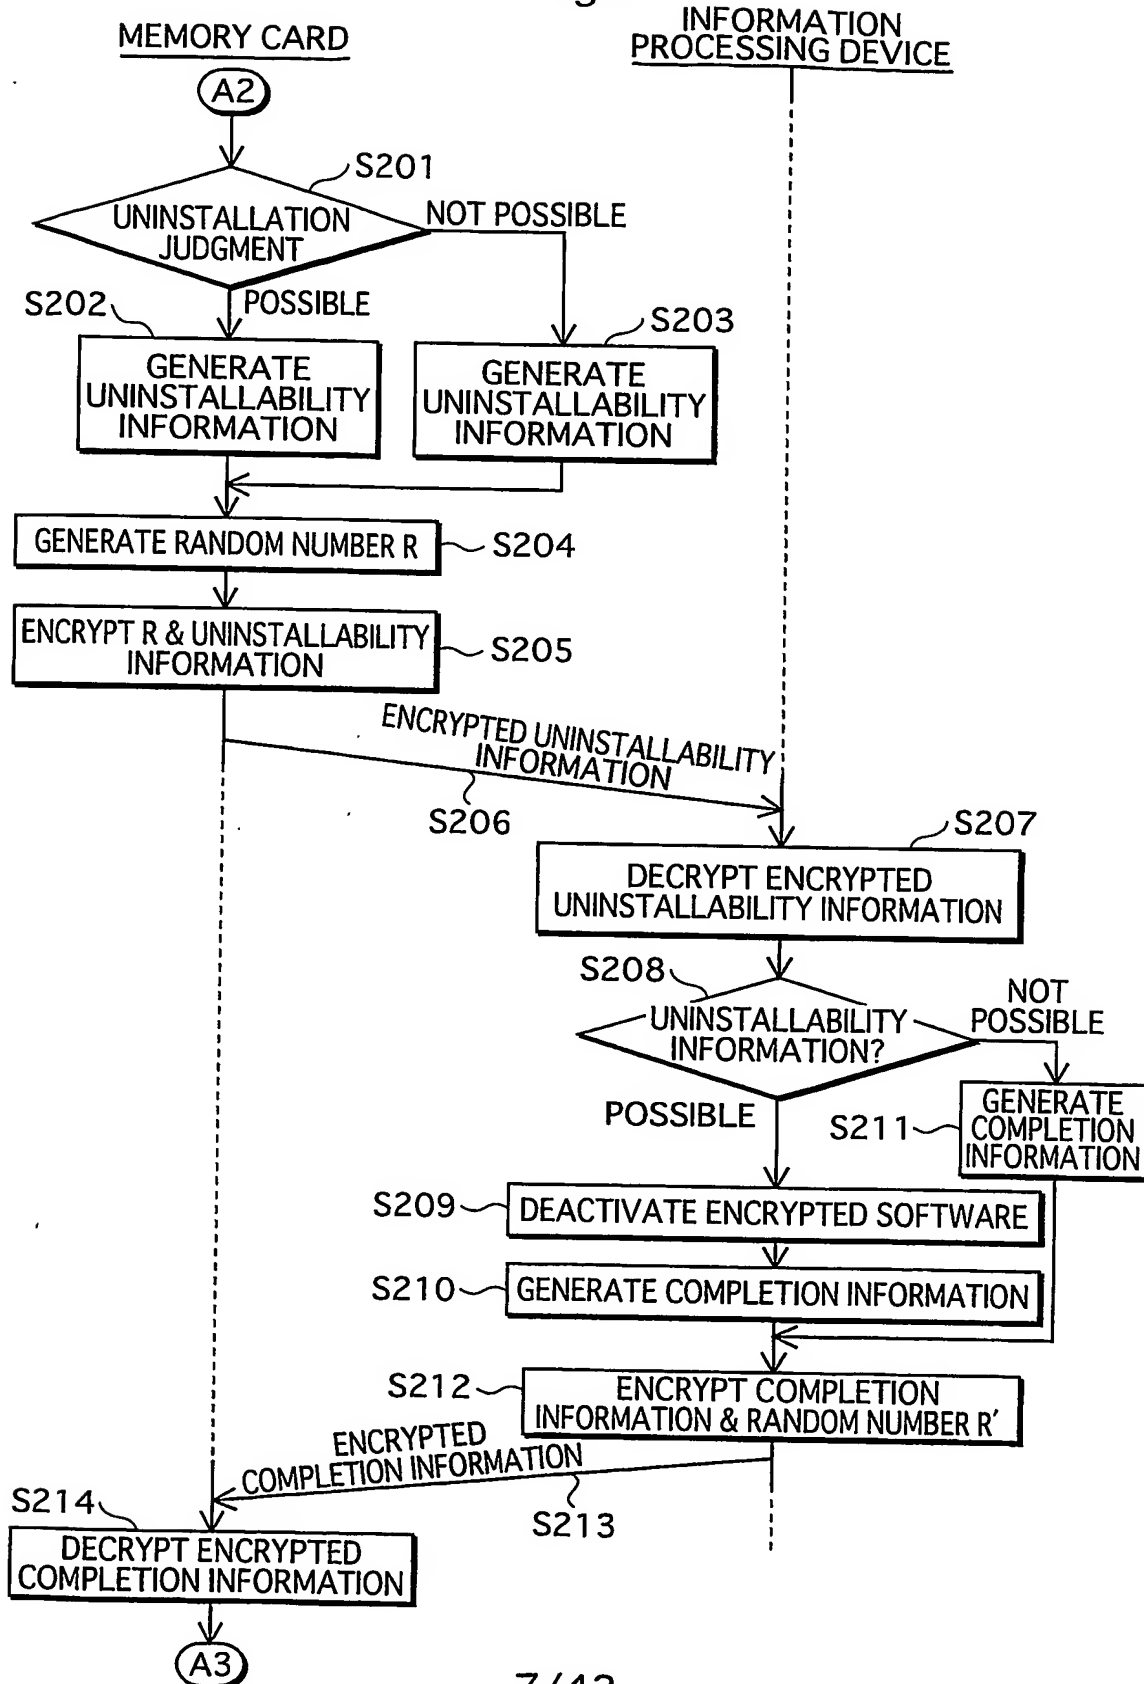 g
MEMORY CARD
INFORMATION
PROCESSING DEVICE
A2
S201
UNINSTALLATION
JUDGMENT
NOT POSSIBLE
S202
POSSIBLE
S203
GENERATE
UNINSTALLABILITY
INFORMATION
GENERATE
UNINSTALLABILITY
INFORMATION
GENERATE RANDOM NUMBER R
S204
ENCRYPT R & UNINSTALLABILITY
INFORMATION
S205
ENCRYPTED UNINSTALLABILITY
INFORMATION
S206
S207
DECRYPT ENCRYPTED
UNINSTALLABILITY INFORMATION
S208
UNINSTALLABILITY
INFORMATION?
NOT
POSSIBLE
POSSIBLE
S211
GENERATE
COMPLETION
INFORMATION
S209
DEACTIVATE ENCRYPTED SOFTWARE
S210
GENERATE COMPLETION INFORMATION
S212
ENCRYPT COMPLETION
INFORMATION & RANDOM NUMBER R'
ENCRYPTED
COMPLETION INFORMATION
S213
S214
DECRYPT ENCRYPTED
COMPLETION INFORMATION
A3